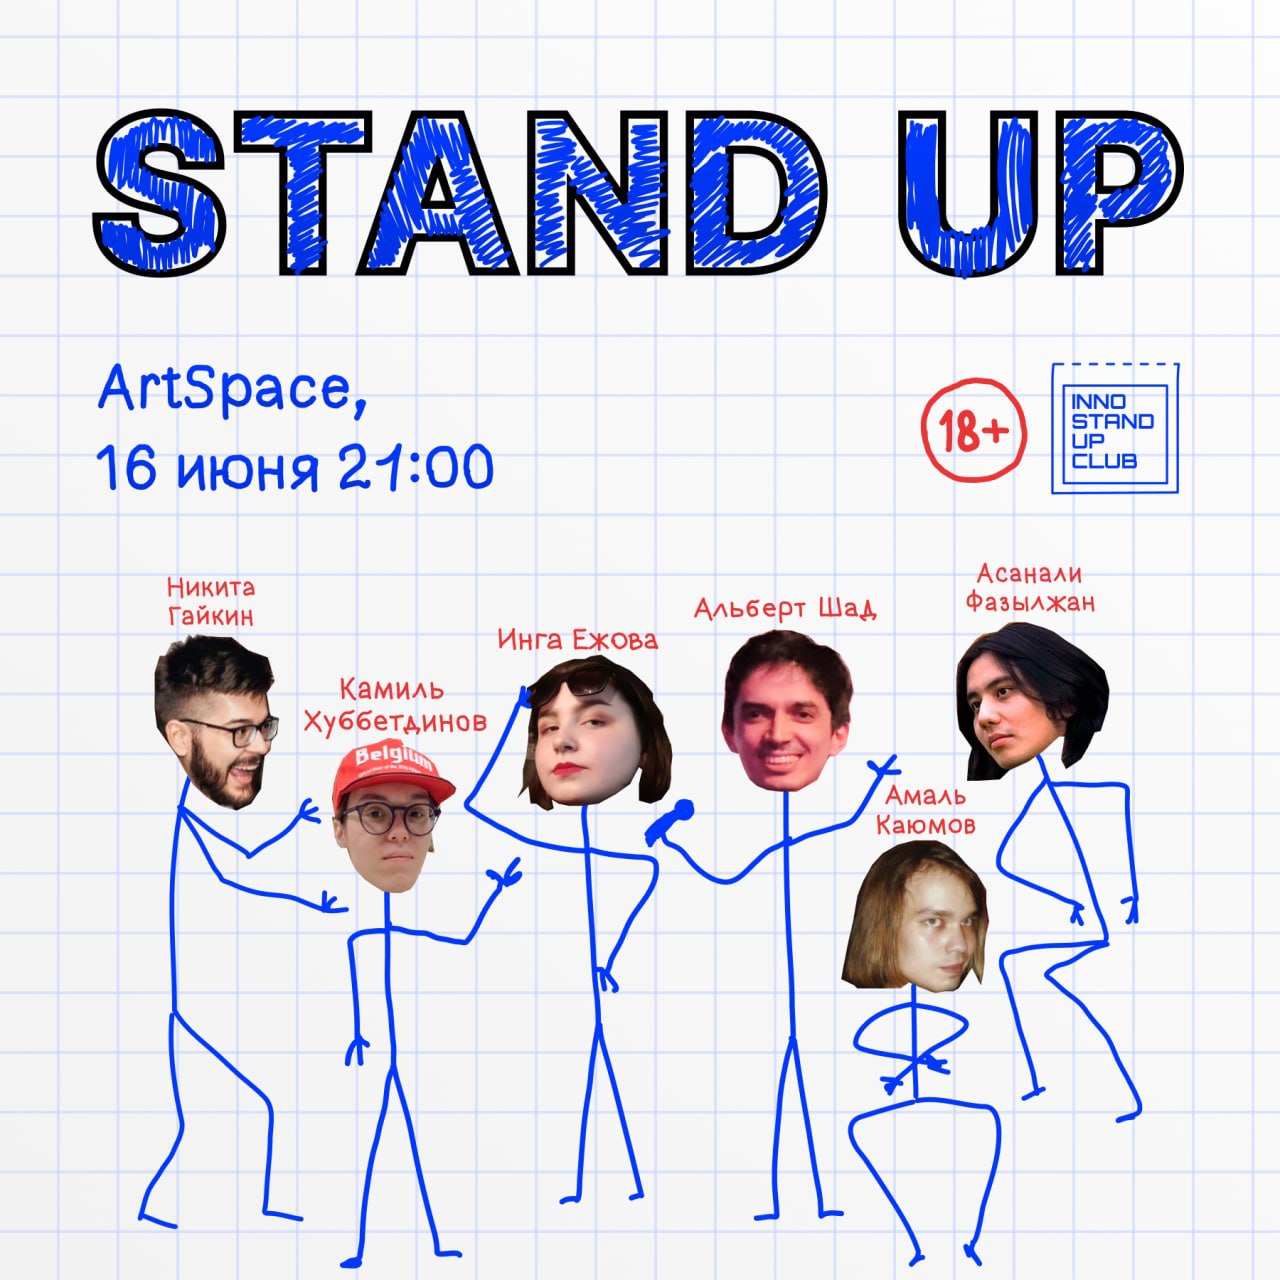 STAND UP
ArtSpace,
16 июня 21:00
18+
INNO
STAND
UP
CLUB
Никита
Гайкин
Камиль
Хуббетдинов
Инга Ежова
Альберт Шад
Асанали
Фазылжан
Амаль
Каюмов
Belgium